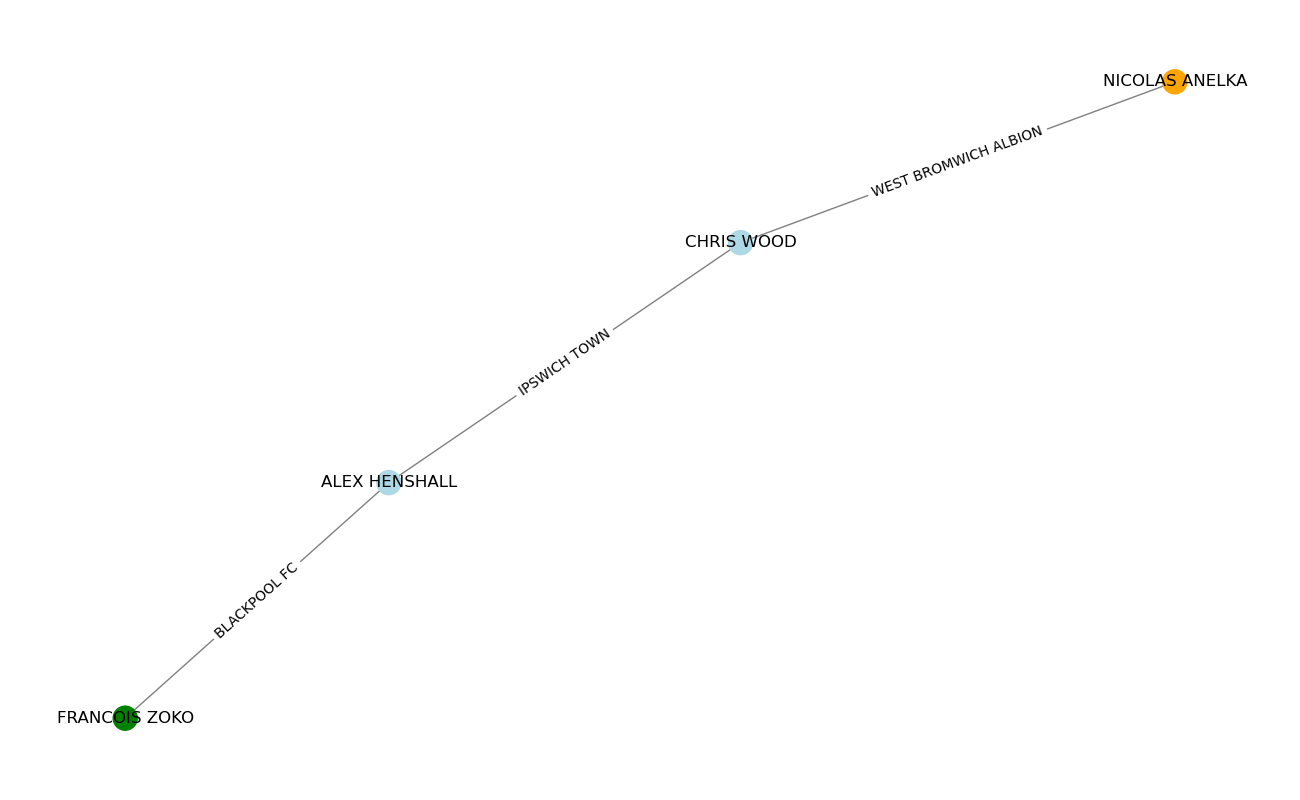 NICOLAS ANELKA
WEST BROMWICH ALBION
CHRIS WOOD
IPSWICH TOWN
ALEX HENSHALL
BLACKPOOL FC
FRANCOIS ZOKO